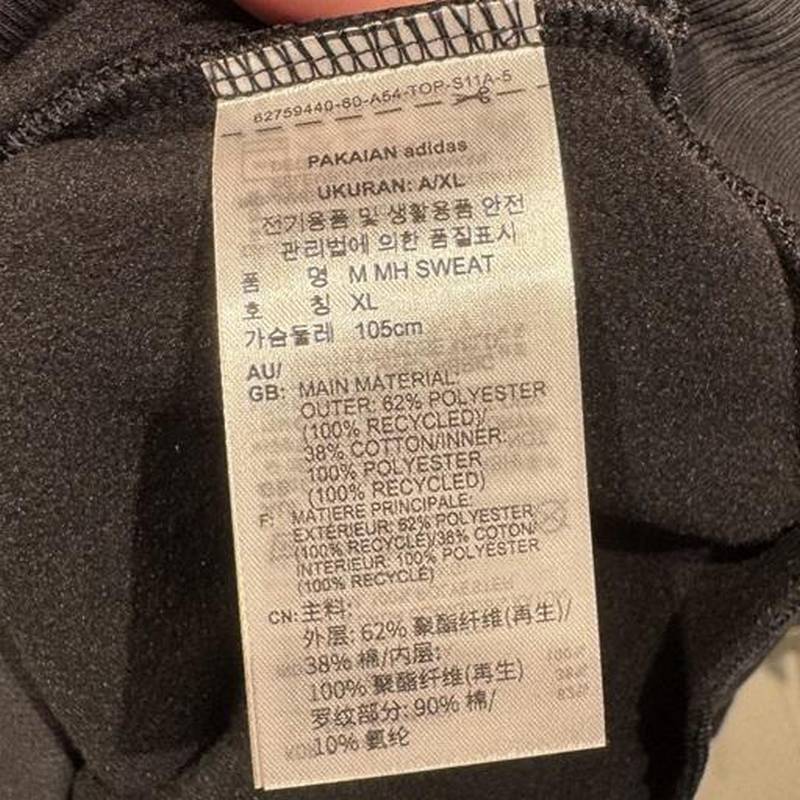 62759440-60-A54-TOP-S11A-5
PAKAIAN adidas
UKURAN: A/XL
전기용품 및 생활용품 안전
관리법에 의한 품질표시
품 명 M MH SWEAT
호 칭 XL
가슴둘레 105cm
AU/
GB: MAIN MATERIAL:
OUTER: 62% POLYESTER
(100% RECYCLED)/
38% COTTON/INNER:
100% POLYESTER
(100% RECYCLED)
F: MATIERE PRINCIPALE:
EXTERIEUR: 62% POLYESTER
(100% RECYCLE)/38% COTON/
INTERIEUR: 100% POLYESTER
(100% RECYCLE)
CN: 主料:
外层: 62% 聚酯纤维(再生)/
38% 棉/内层:
100% 聚酯纤维(再生)
罗纹部分: 90% 棉/
10% 氨纶